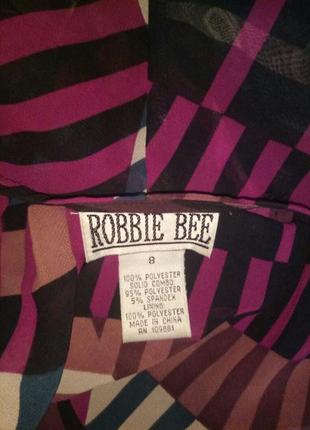 ROBBIE BEE
8
100% POLYESTER
SOLID COMBO:
95% POLYESTER
5% SPANDEX
LINING:
100% POLYESTER
MADE IN CHINA
RN 109881